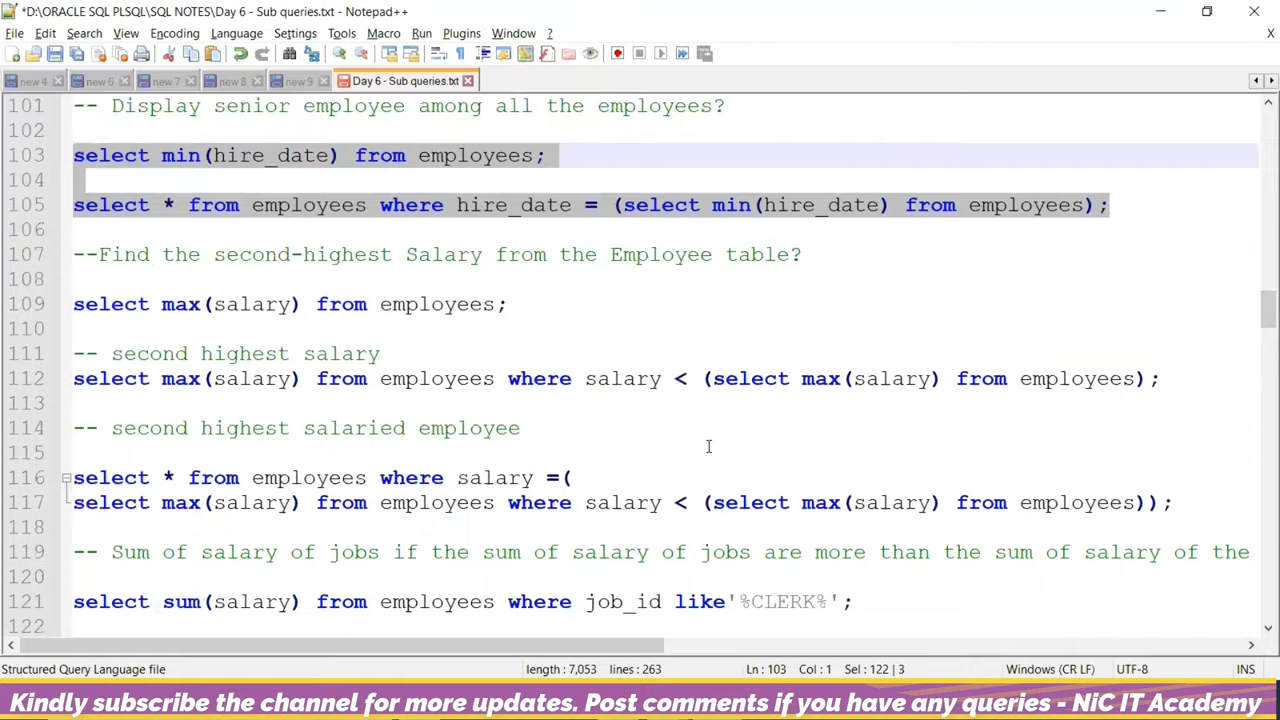 *D:\ORACLE SQL PLSQL\SQL NOTES\Day 6 - Sub queries.txt - Notepad++
File Edit Search View Encoding Language Settings Tools Macro Run Plugins Window ?
X
new 4 new 6 new 7 new 8 new 9 Day 6 - Sub queries.txt
101 -- Display senior employee among all the employees?
102
103 select min(hire_date) from employees;
104
105 select * from employees where hire_date = (select min(hire_date) from employees);
106
107 --Find the second-highest Salary from the Employee table?
108
109 select max(salary) from employees;
110
111 -- second highest salary
112 select max(salary) from employees where salary < (select max(salary) from employees);
113
114 -- second highest salaried employee
115
116 select * from employees where salary =(
117 select max(salary) from employees where salary < (select max(salary) from employees));
118
119 -- Sum of salary of jobs if the sum of salary of jobs are more than the sum of salary of the
120
121 select sum(salary) from employees where job_id like'%CLERK%';
122
Structured Query Language file length : 7,053 lines : 263 Ln : 103 Col : 1 Sel : 122 | 3 Windows (CR LF) UTF-8 INS
Kindly subscribe the channel for more updates. Post comments if you have any queries - NiC IT Academy